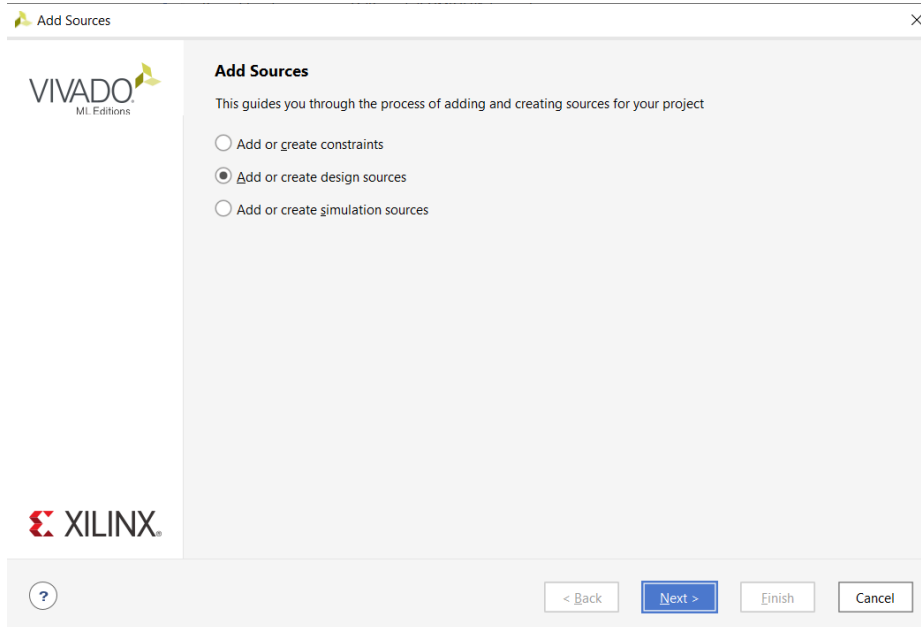 Add Sources
VIVADO
ML Editions
Add Sources
This guides you through the process of adding and creating sources for your project
Add or create constraints
Add or create design sources
Add or create simulation sources
XILINX
?
< Back
Next >
Finish
Cancel